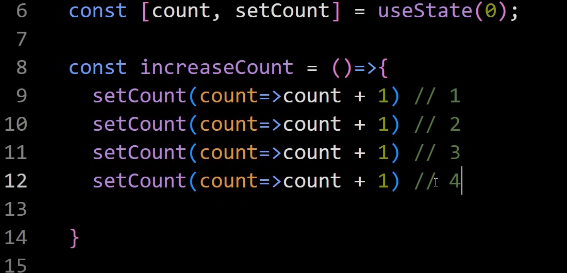 6 const [count, setCount] = useState(0);
7
8 const increaseCount = ()=>{
9 setCount(count=>count + 1) // 1
10 setCount(count=>count + 1) // 2
11 setCount(count=>count + 1) // 3
12 setCount(count=>count + 1) // 4
13
14 }
15